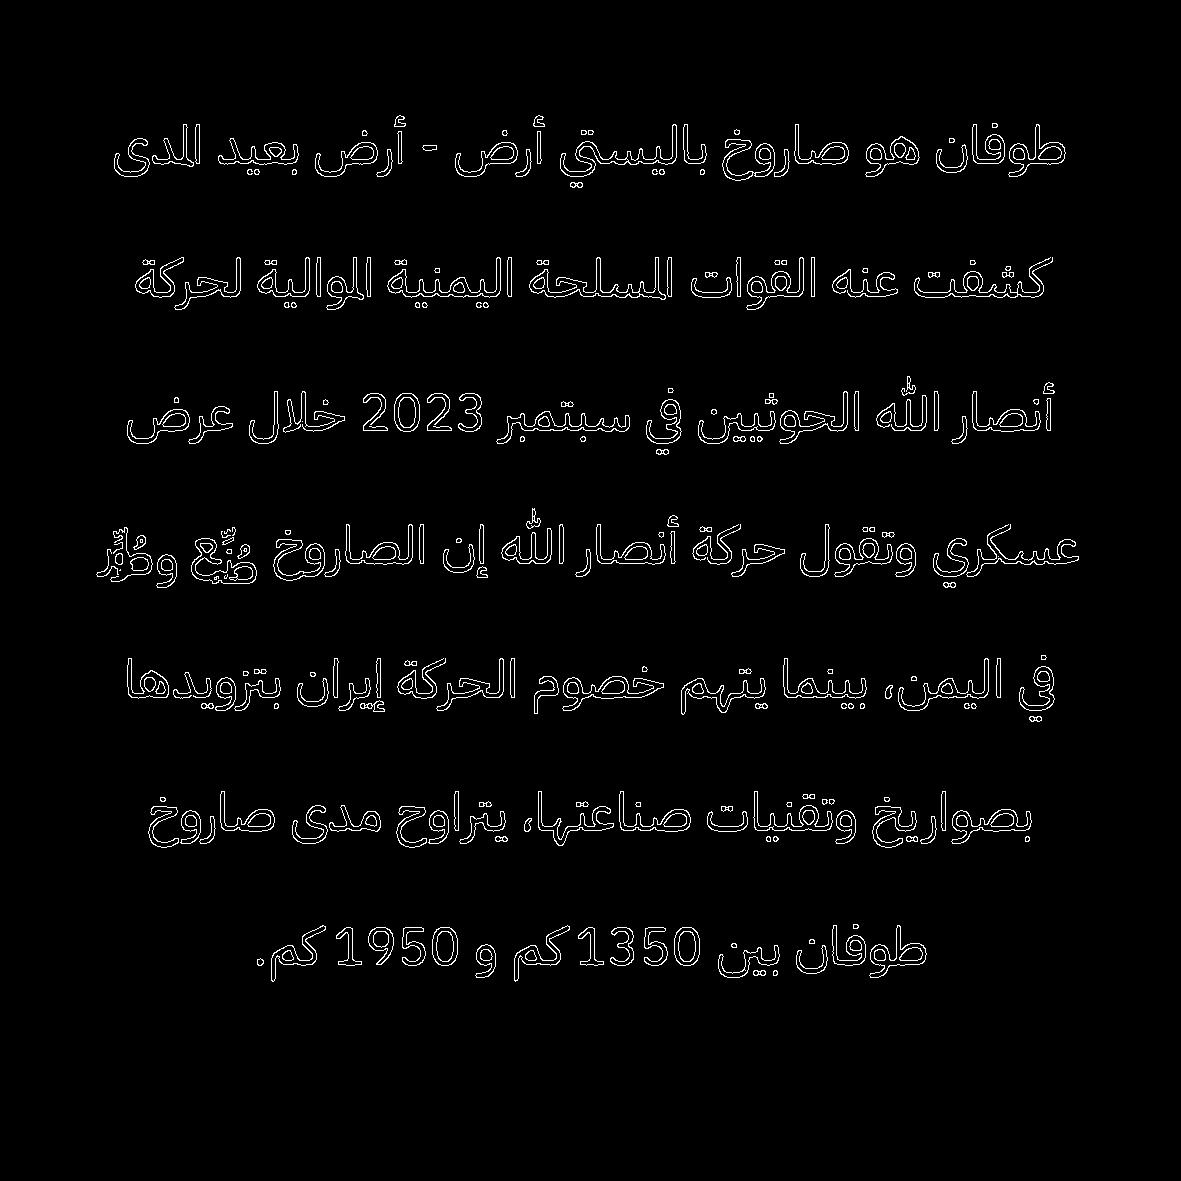 طوفان هو صاروخ باليستي أرض - أرض بعيد المدى
كشفت عنه القوات المسلحة اليمنية الموالية لحركة
أنصار الله الحوثيين في سبتمبر 2023 خلال عرض
عسكري وتقول حركة أنصار الله إن الصاروخ صُنِّع وطُوِّر
في اليمن، بينما يتهم خصوم الحركة إيران بتزويدها
بصواريخ وتقنيات صناعتها، يتراوح مدى صاروخ
طوفان بين 1350 كم و 1950 كم.